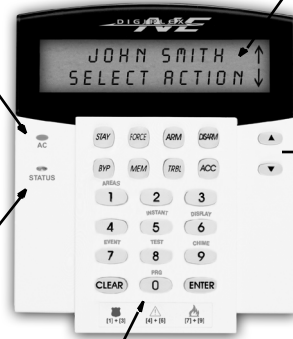 DIGIPLEX NE
JOHN SMITH ↑
SELECT ACTION ↓
AC
STATUS
STAY FORCE ARM DISARM
BYP MEM TRBL ACC
AREAS
1 2 3
INSTANT DISPLAY
4 5 6
EVENT TEST CHIME
7 8 9
PRG
CLEAR 0 ENTER
[1] + [3] [4] + [6] [7] + [9]